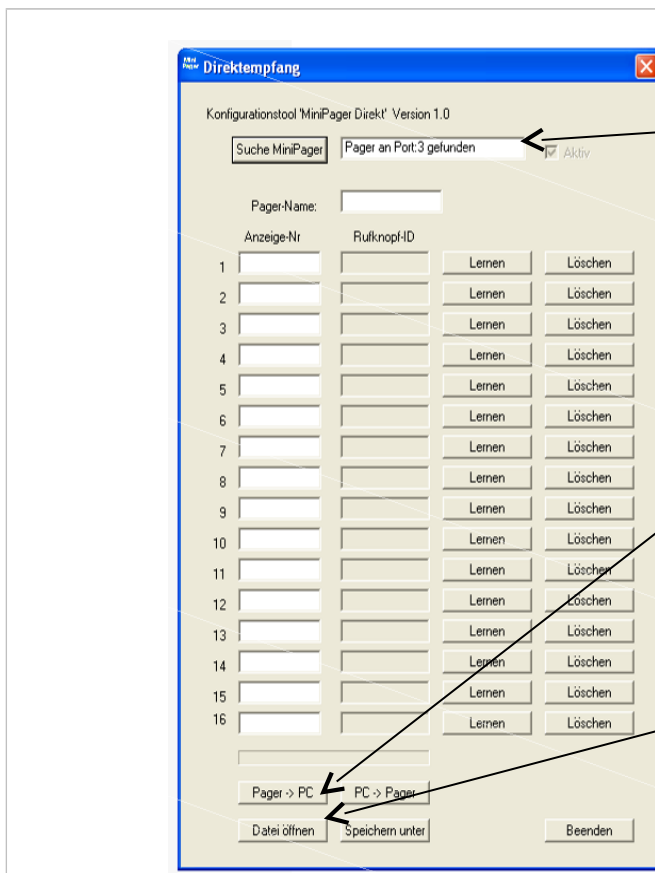 Mini
Pager Direktempfang
Konfigurationstool 'MiniPager Direkt' Version 1.0
Suche MiniPager Pager an Port:3 gefunden Aktiv
Pager-Name:
Anzeige-Nr Rufknopf-ID
1 Lernen Löschen
2 Lernen Löschen
3 Lernen Löschen
4 Lernen Löschen
5 Lernen Löschen
6 Lernen Löschen
7 Lernen Löschen
8 Lernen Löschen
9 Lernen Löschen
10 Lernen Löschen
11 Lernen Löschen
12 Lernen Löschen
13 Lernen Löschen
14 Lernen Löschen
15 Lernen Löschen
16 Lernen Löschen
Pager -> PC PC -> Pager
Datei öffnen Speichern unter Beenden